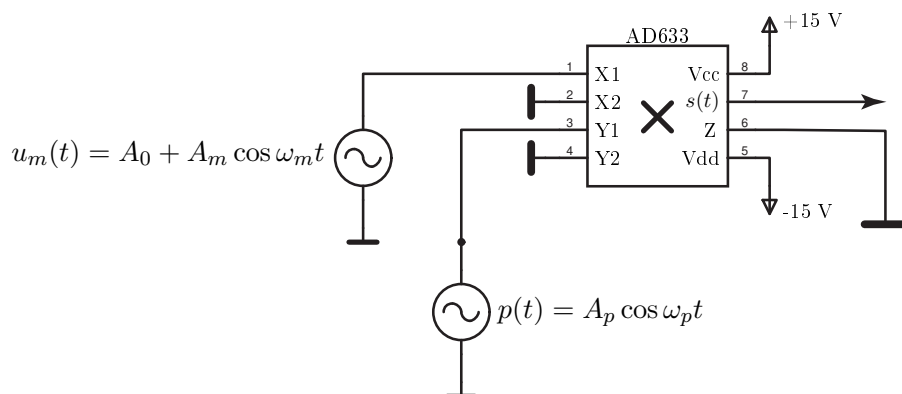 +15 V
AD633
1 X1 Vcc 8
2 X2 s(t) 7
3 Y1 Z 6
4 Y2 Vdd 5
u_m(t) = A_0 + A_m cos ω_m t
-15 V
p(t) = A_p cos ω_p t